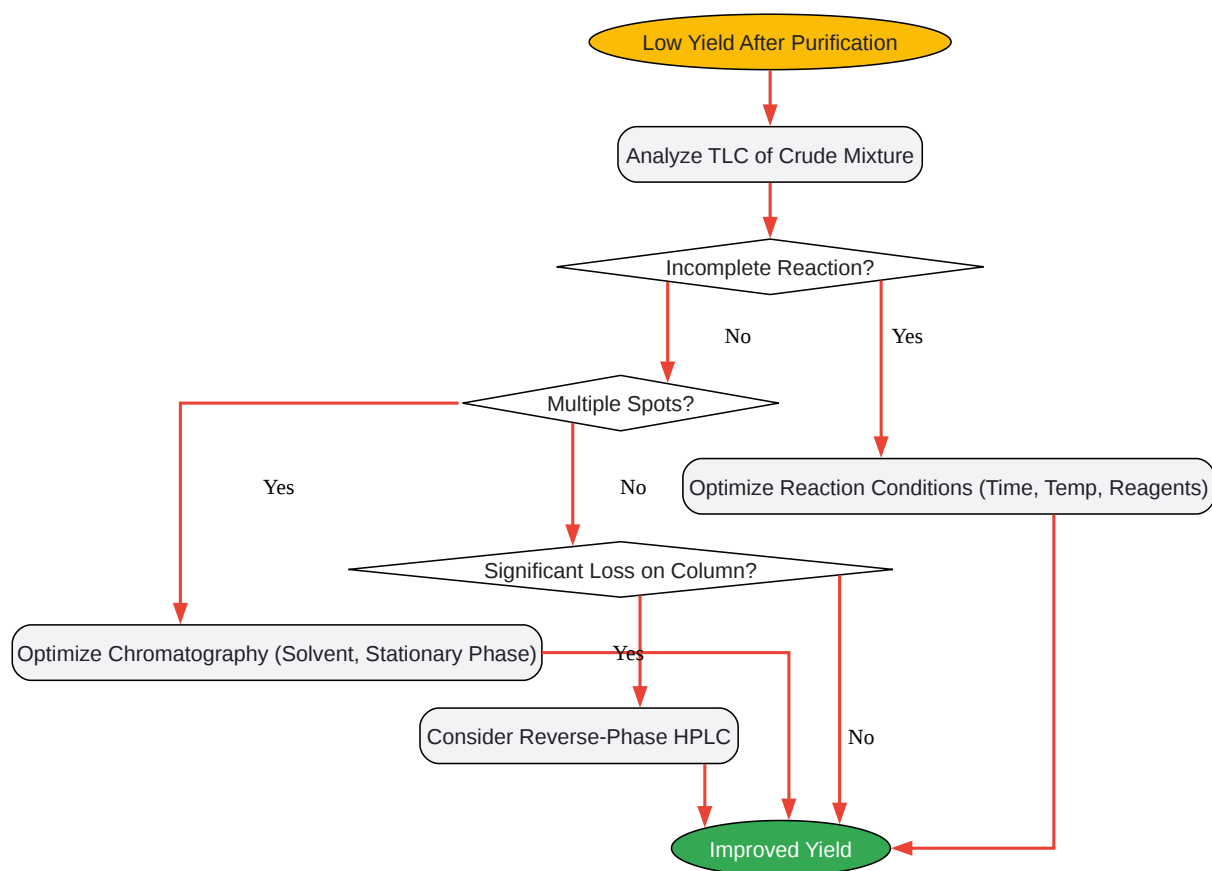 Low Yield After Purification
Analyze TLC of Crude Mixture
Incomplete Reaction?
No
Yes
Multiple Spots?
Yes
No
Optimize Reaction Conditions (Time, Temp, Reagents)
Significant Loss on Column?
Optimize Chromatography (Solvent, Stationary Phase)
Yes
Consider Reverse-Phase HPLC
No
Improved Yield